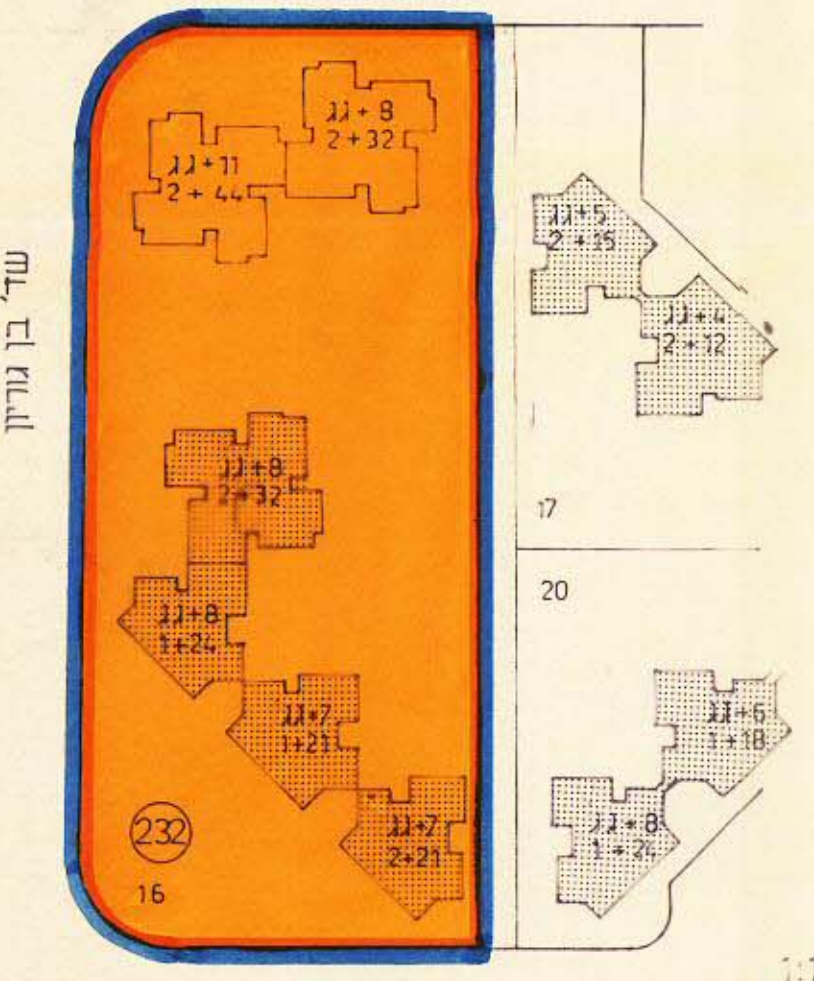 שד' בן גוריון
גג + 8
2 + 32
גג + 11
2 + 44
גג + 5
2 + 15
גג + 4
2 + 12
גג + 8
2 + 32
17
20
גג + 8
1 + 24
גג + 7
1 + 21
גג + 6
1 + 18
232
גג + 7
2 + 21
גג + 8
1 + 24
16